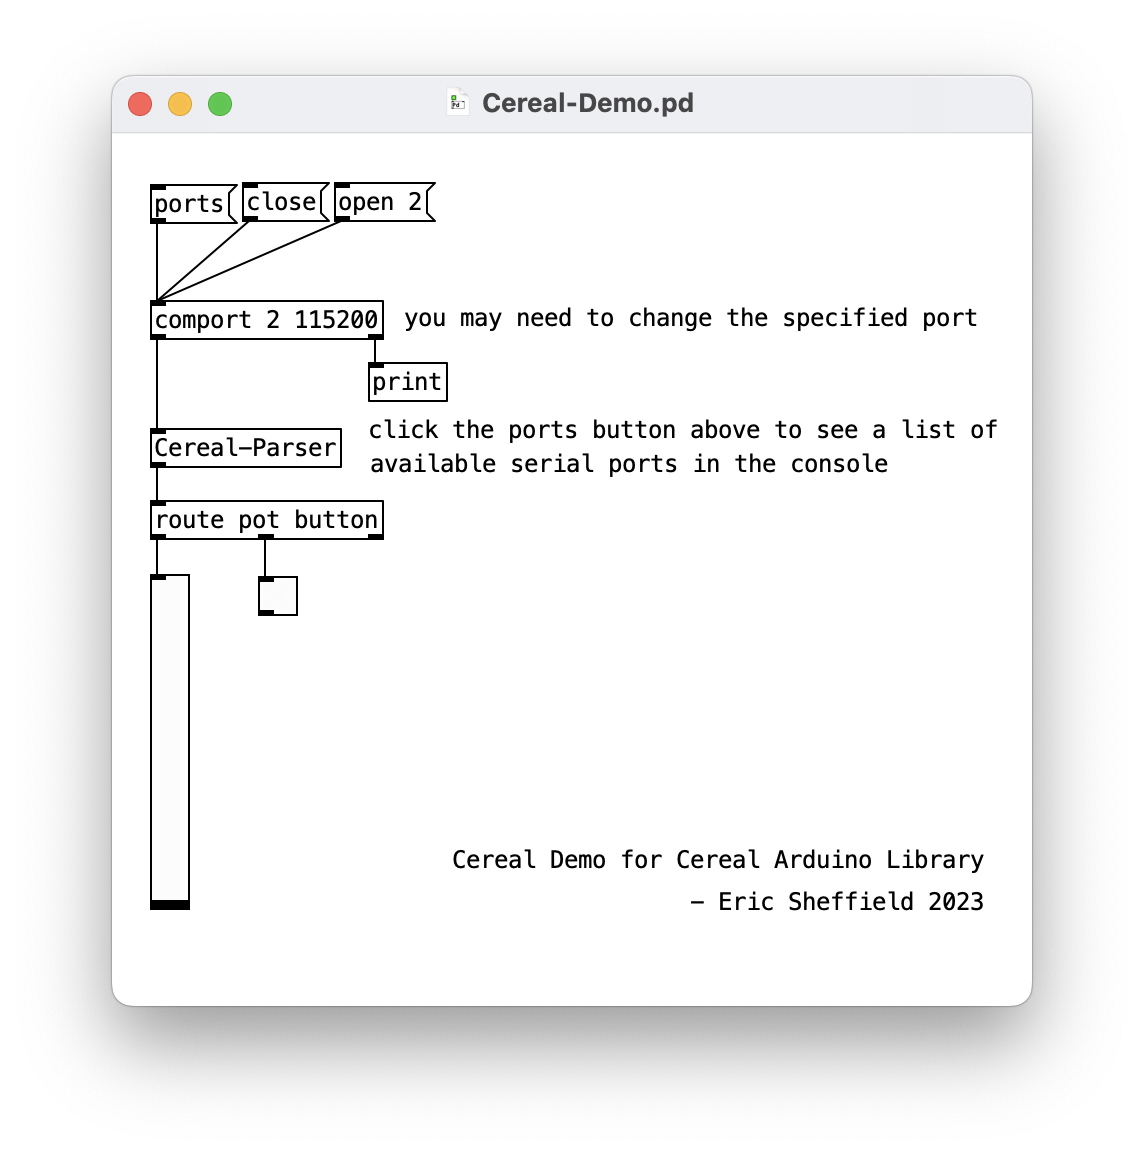 Cereal-Demo.pd
ports close open 2
comport 2 115200 you may need to change the specified port
print
click the ports button above to see a list of
Cereal-Parser
available serial ports in the console
route pot button
Cereal Demo for Cereal Arduino Library
- Eric Sheffield 2023